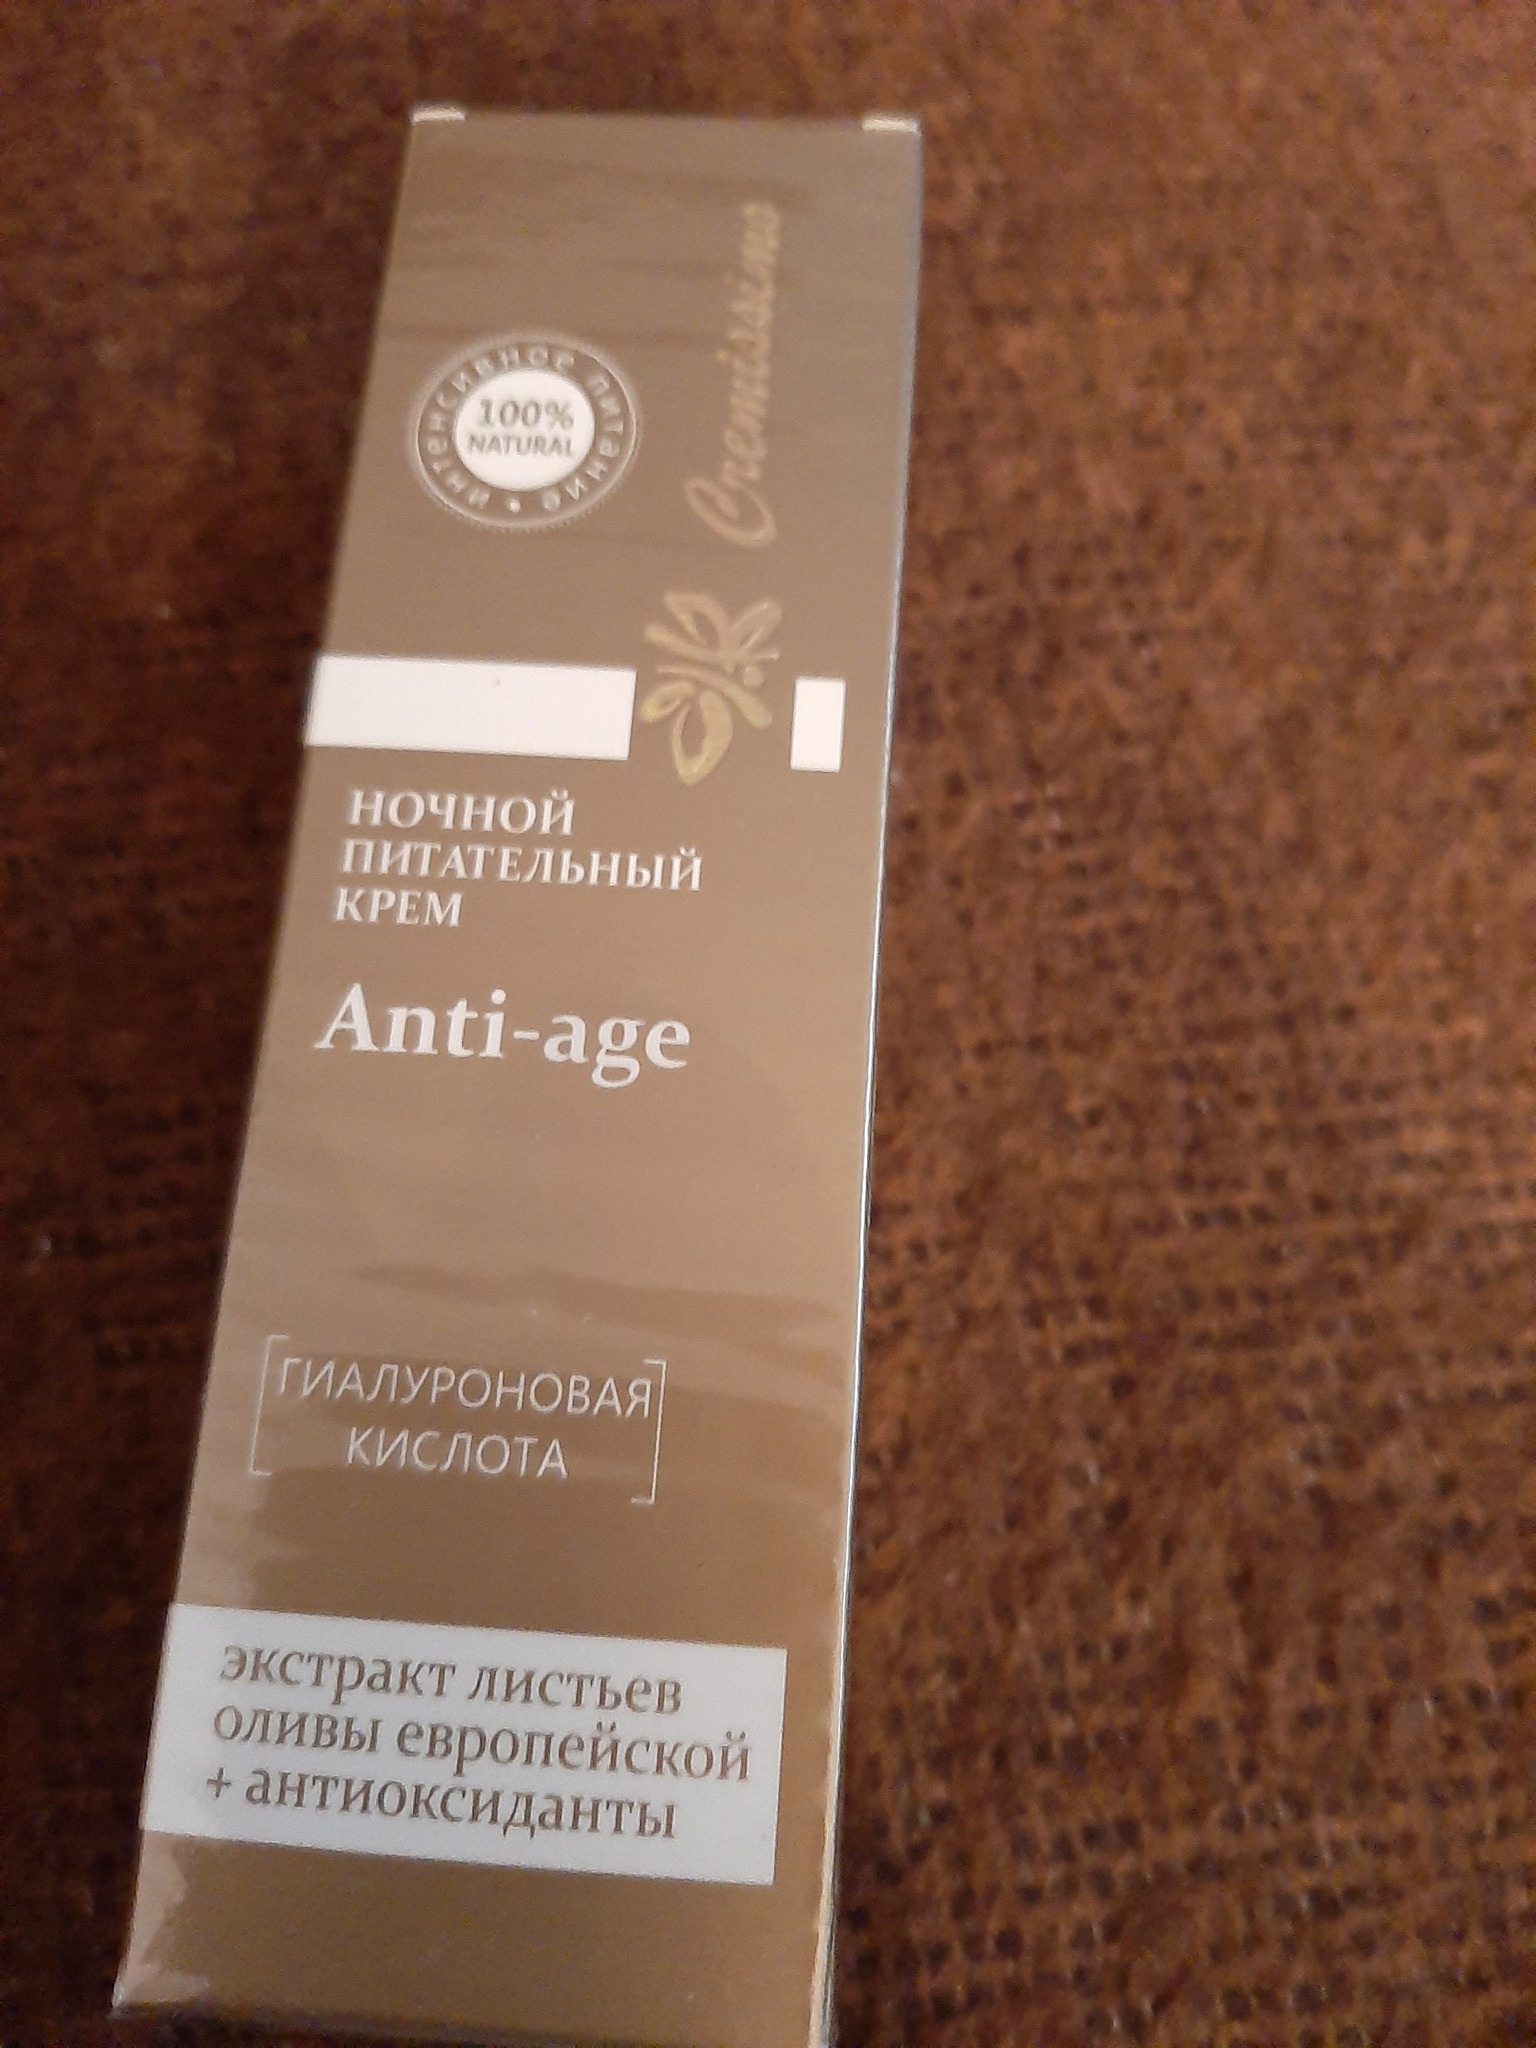 Cremissimo
интенсивное питание •
100%
NATURAL
НОЧНОЙ
ПИТАТЕЛЬНЫЙ
КРЕМ
Anti-age
ГИАЛУРОНОВАЯ
КИСЛОТА
экстракт листьев
оливы европейской
+ антиоксиданты